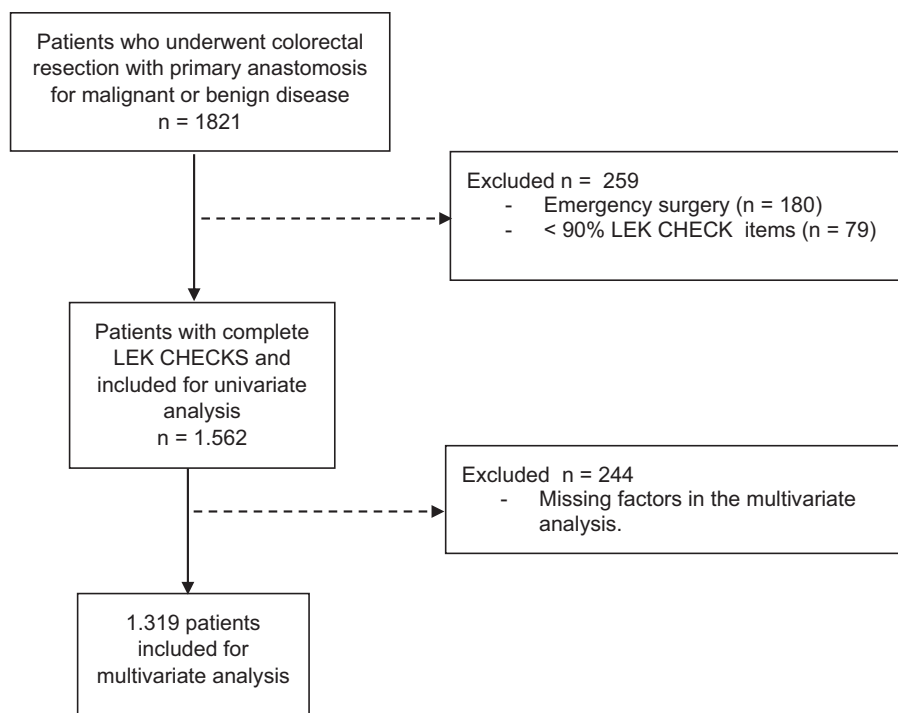 Patients who underwent colorectal
resection with primary anastomosis
for malignant or benign disease
n = 1821
Excluded n = 259
- Emergency surgery (n = 180)
- < 90% LEK CHECK items (n = 79)
Patients with complete
LEK CHECKS and
included for univariate
analysis
n = 1.562
Excluded n = 244
- Missing factors in the multivariate
analysis.
1.319 patients
included for
multivariate analysis